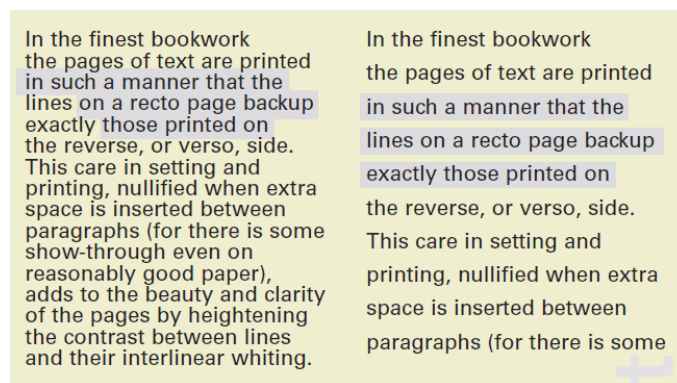 In the finest bookwork
the pages of text are printed
in such a manner that the
lines on a recto page backup
exactly those printed on
the reverse, or verso, side.
This care in setting and
printing, nullified when extra
space is inserted between
paragraphs (for there is some
show-through even on
reasonably good paper),
adds to the beauty and clarity
of the pages by heightening
the contrast between lines
and their interlinear whiting.
In the finest bookwork
the pages of text are printed
in such a manner that the
lines on a recto page backup
exactly those printed on
the reverse, or verso, side.
This care in setting and
printing, nullified when extra
space is inserted between
paragraphs (for there is some
t